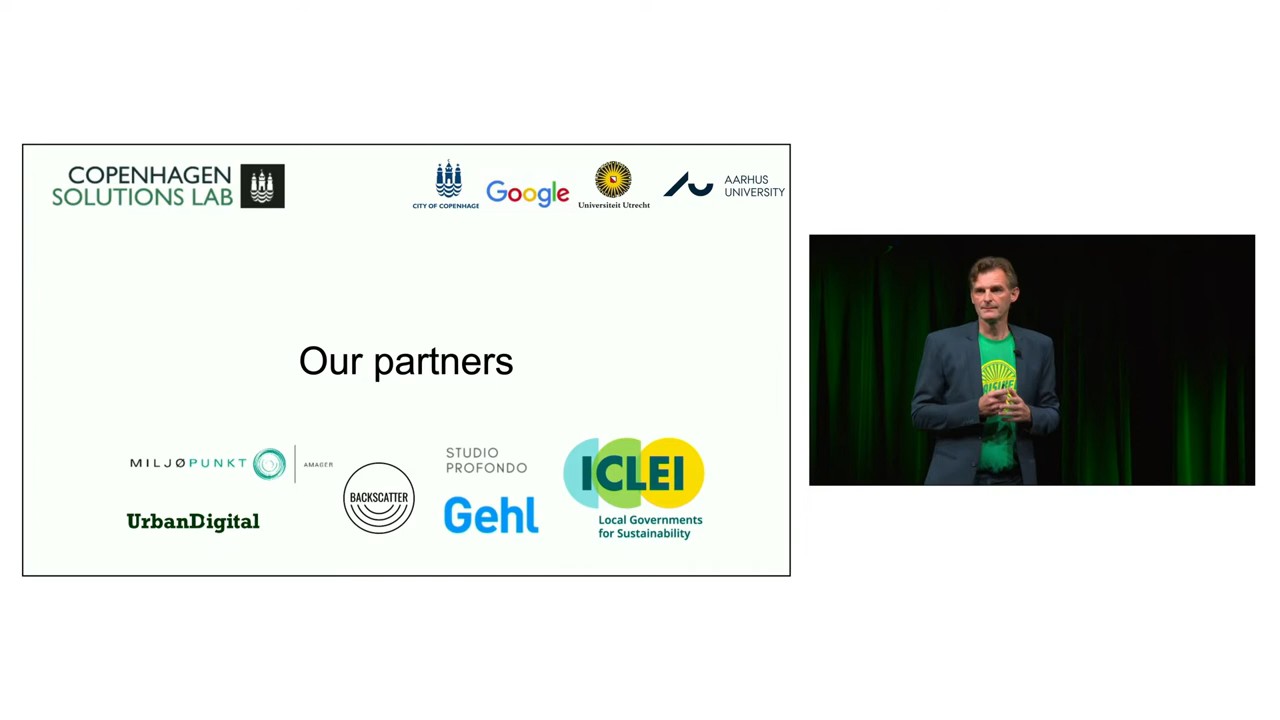 COPENHAGEN
SOLUTIONS LAB
CITY OF COPENHAGE
Google
Universiteit Utrecht
AARHUS
UNIVERSITY
Our partners
MILJØPUNKT
AMAGER
UrbanDigital
BACKSCATTER
STUDIO
PROFONDO
Gehl
ICLEI
Local Governments
for Sustainability